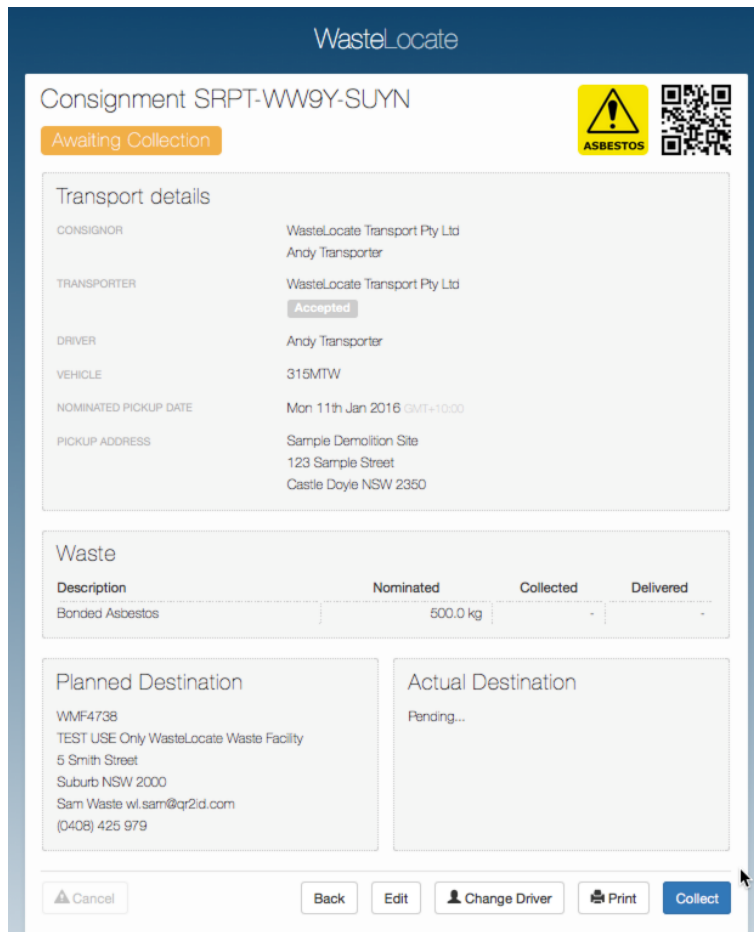 WasteLocate
Consignment SRPT-WW9Y-SUYN
Awaiting Collection
ASBESTOS
Transport details
CONSIGNOR WasteLocate Transport Pty Ltd
Andy Transporter
TRANSPORTER WasteLocate Transport Pty Ltd
Accepted
DRIVER Andy Transporter
VEHICLE 315MTW
NOMINATED PICKUP DATE Mon 11th Jan 2016 GMT+10:00
PICKUP ADDRESS Sample Demolition Site
123 Sample Street
Castle Doyle NSW 2350
Waste
Description Nominated Collected Delivered
Bonded Asbestos 500.0 kg - -
Planned Destination
WMF4738
TEST USE Only WasteLocate Waste Facility
5 Smith Street
Suburb NSW 2000
Sam Waste wl.sam@qr2id.com
(0408) 425 979
Actual Destination
Pending...
Cancel Back Edit Change Driver Print Collect